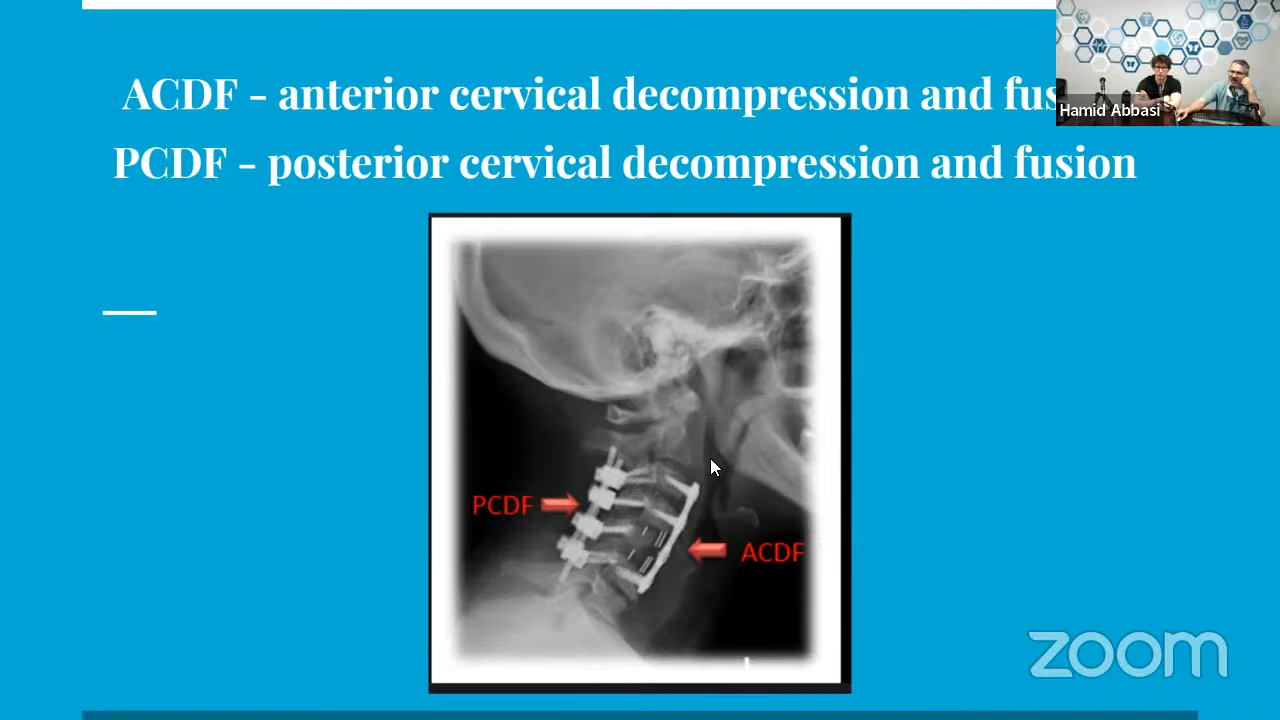 ACDF - anterior cervical decompression and fus
Hamid Abbasi
PCDF - posterior cervical decompression and fusion
PCDF
ACDF
zoom